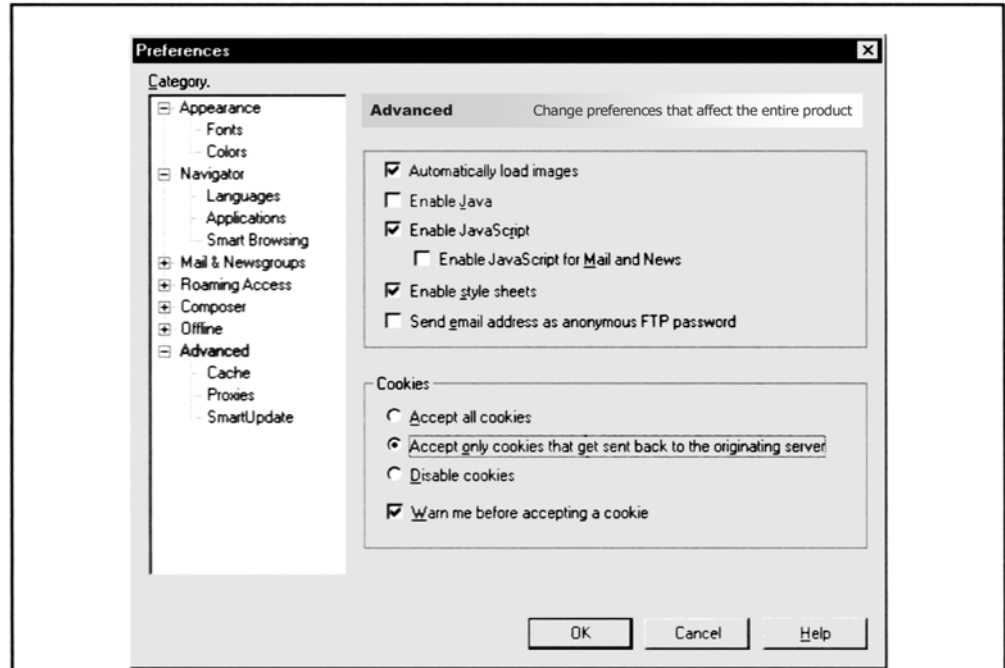 Preferences
Category.
Appearance
Fonts
Colors
Navigator
Languages
Applications
Smart Browsing
Mail & Newsgroups
Roaming Access
Composer
Offline
Advanced
Cache
Proxies
SmartUpdate
Advanced Change preferences that affect the entire product
Automatically load images
Enable Java
Enable JavaScript
Enable JavaScript for Mail and News
Enable style sheets
Send email address as anonymous FTP password
Cookies
Accept all cookies
Accept only cookies that get sent back to the originating server
Disable cookies
Warn me before accepting a cookie
OK Cancel Help